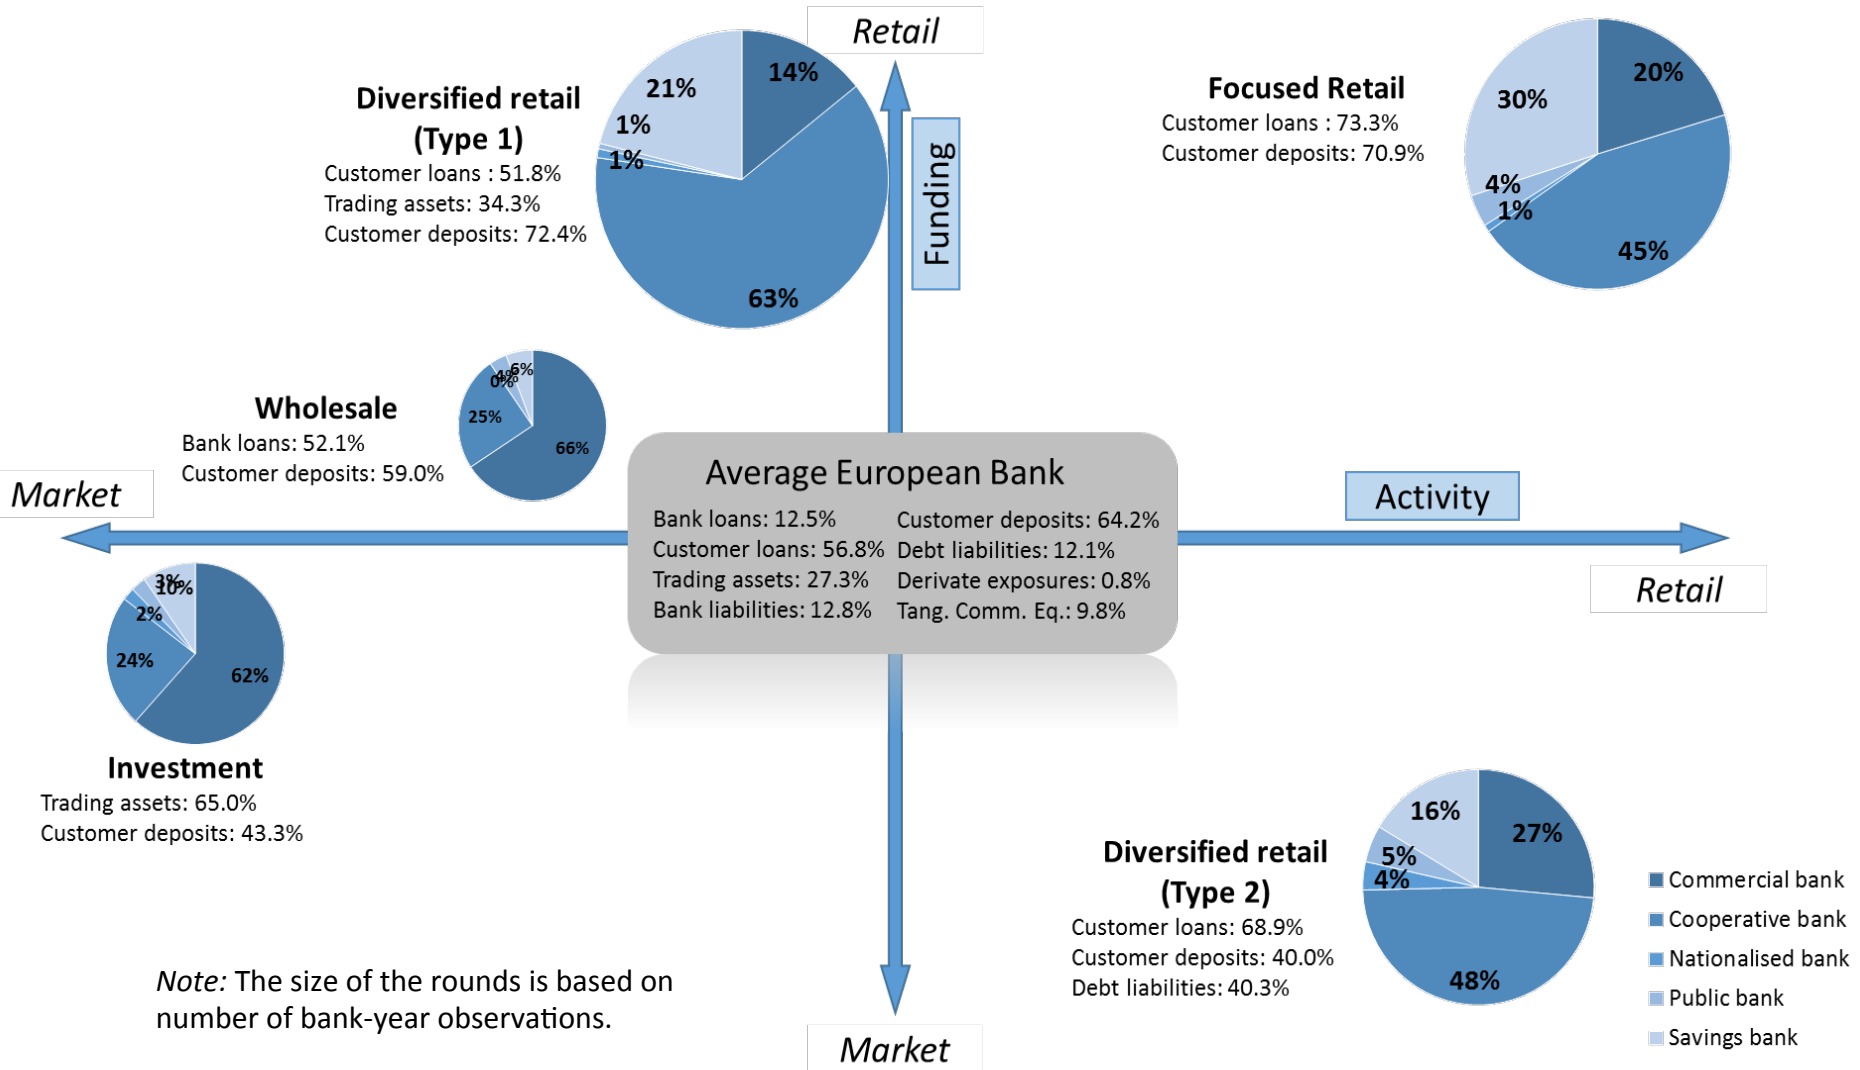 Retail
Diversified retail
(Type 1)
Customer loans : 51.8%
Trading assets: 34.3%
Customer deposits: 72.4%
14%
21%
1%
1%
63%
Funding
Focused Retail
Customer loans : 73.3%
Customer deposits: 70.9%
20%
30%
4%
1%
45%
Wholesale
Bank loans: 52.1%
Customer deposits: 59.0%
6%
4%
0%
25%
66%
Market
Average European Bank
Bank loans: 12.5%
Customer loans: 56.8%
Trading assets: 27.3%
Bank liabilities: 12.8%
Customer deposits: 64.2%
Debt liabilities: 12.1%
Derivate exposures: 0.8%
Tang. Comm. Eq.: 9.8%
Activity
Retail
3%
10%
2%
24%
62%
Investment
Trading assets: 65.0%
Customer deposits: 43.3%
Diversified retail
(Type 2)
Customer loans: 68.9%
Customer deposits: 40.0%
Debt liabilities: 40.3%
16%
27%
5%
4%
48%
Commercial bank
Cooperative bank
Nationalised bank
Public bank
Savings bank
Note: The size of the rounds is based on
number of bank-year observations.
Market